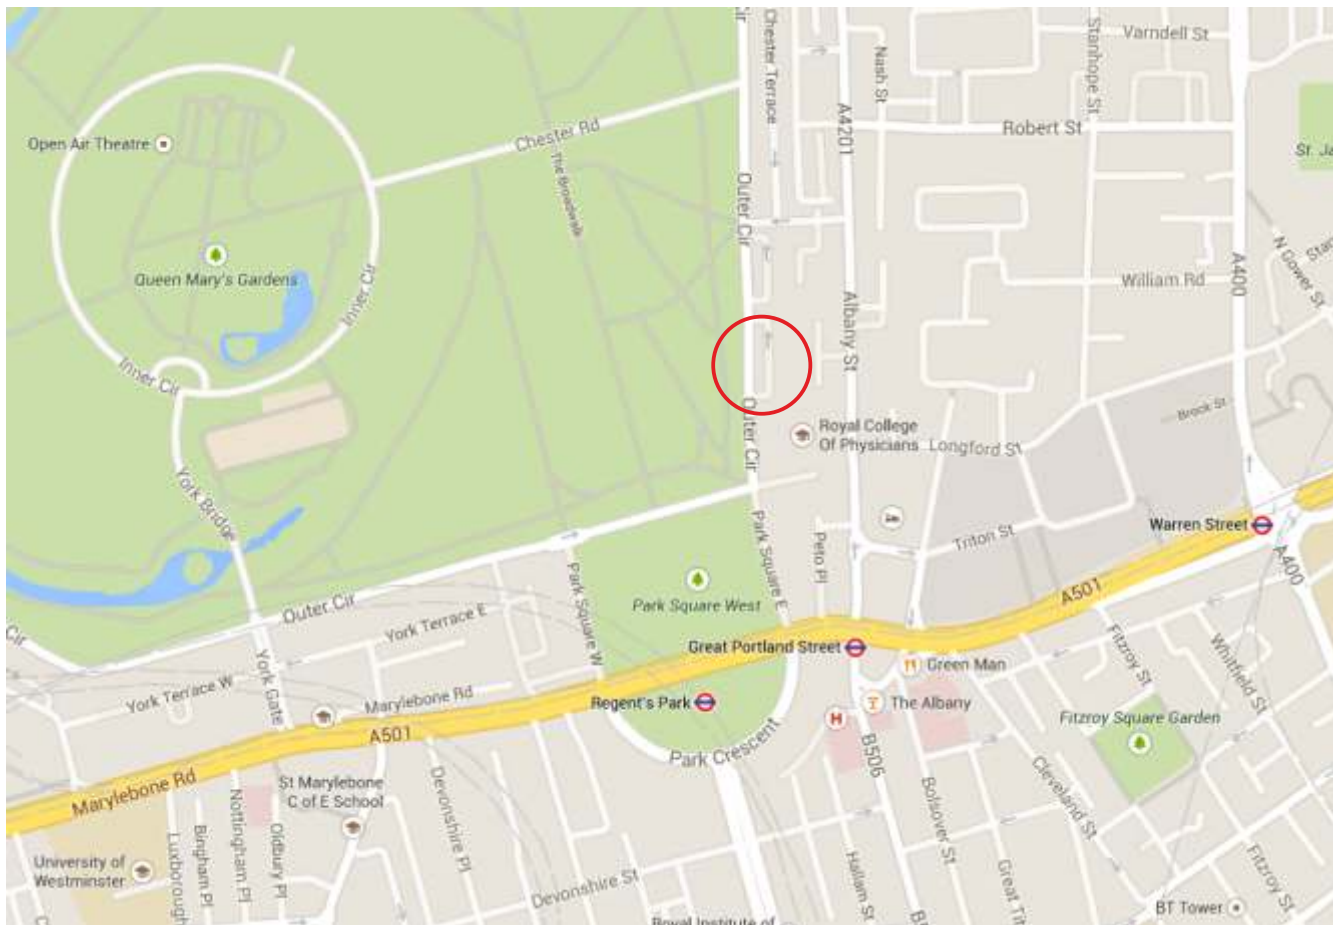 Chester Terrace
Cir
Nash St
Stanhope St
Varndell St
A4201
Robert St
Open Air Theatre
Chester Rd
The Broadwalk
Outer Cir
St. Ja
Queen Mary's Gardens
Inner Cir
William Rd
A400
N Gower St
Star
Albany St
Inner Cir
Outer Cir
Brook St
Royal College
Of Physicians
Longford St
York Bridge
Park Square E
Peto Pl
Triton St
Warren Street
A400
Outer Cir
York Terrace E
Park Square W
Park Square West
A501
Cir
Great Portland Street
Green Man
Fitzroy St
Whitfield St
York Terrace W
York Gate
Marylebone Rd
Regent's Park
The Albany
H
Fitzroy Square Garden
A501
Park Crescent
B506
Marylebone Rd
St Marylebone
C of E School
Devonshire Pl
Cleveland St
Bolsover St
University of
Westminster
Luxborough
Bingham Pl
Nottingham Pl
Oldbury Pl
Devonshire St
Hallam St
Great Tit
Fitzroy St
BT Tower
Royal Institute of